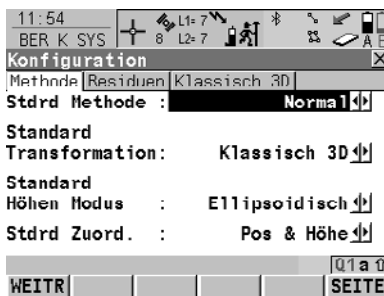 11:54
L1= 7
BER K SYS
8 L2= 7
A B
Konfiguration
Methode Residuen Klassisch 3D
Stdrd Methode : Normal
Standard
Transformation: Klassisch 3D
Standard
Höhen Modus : Ellipsoidisch
Stdrd Zuord. : Pos & Höhe
Q1 a
WEITR SEITE